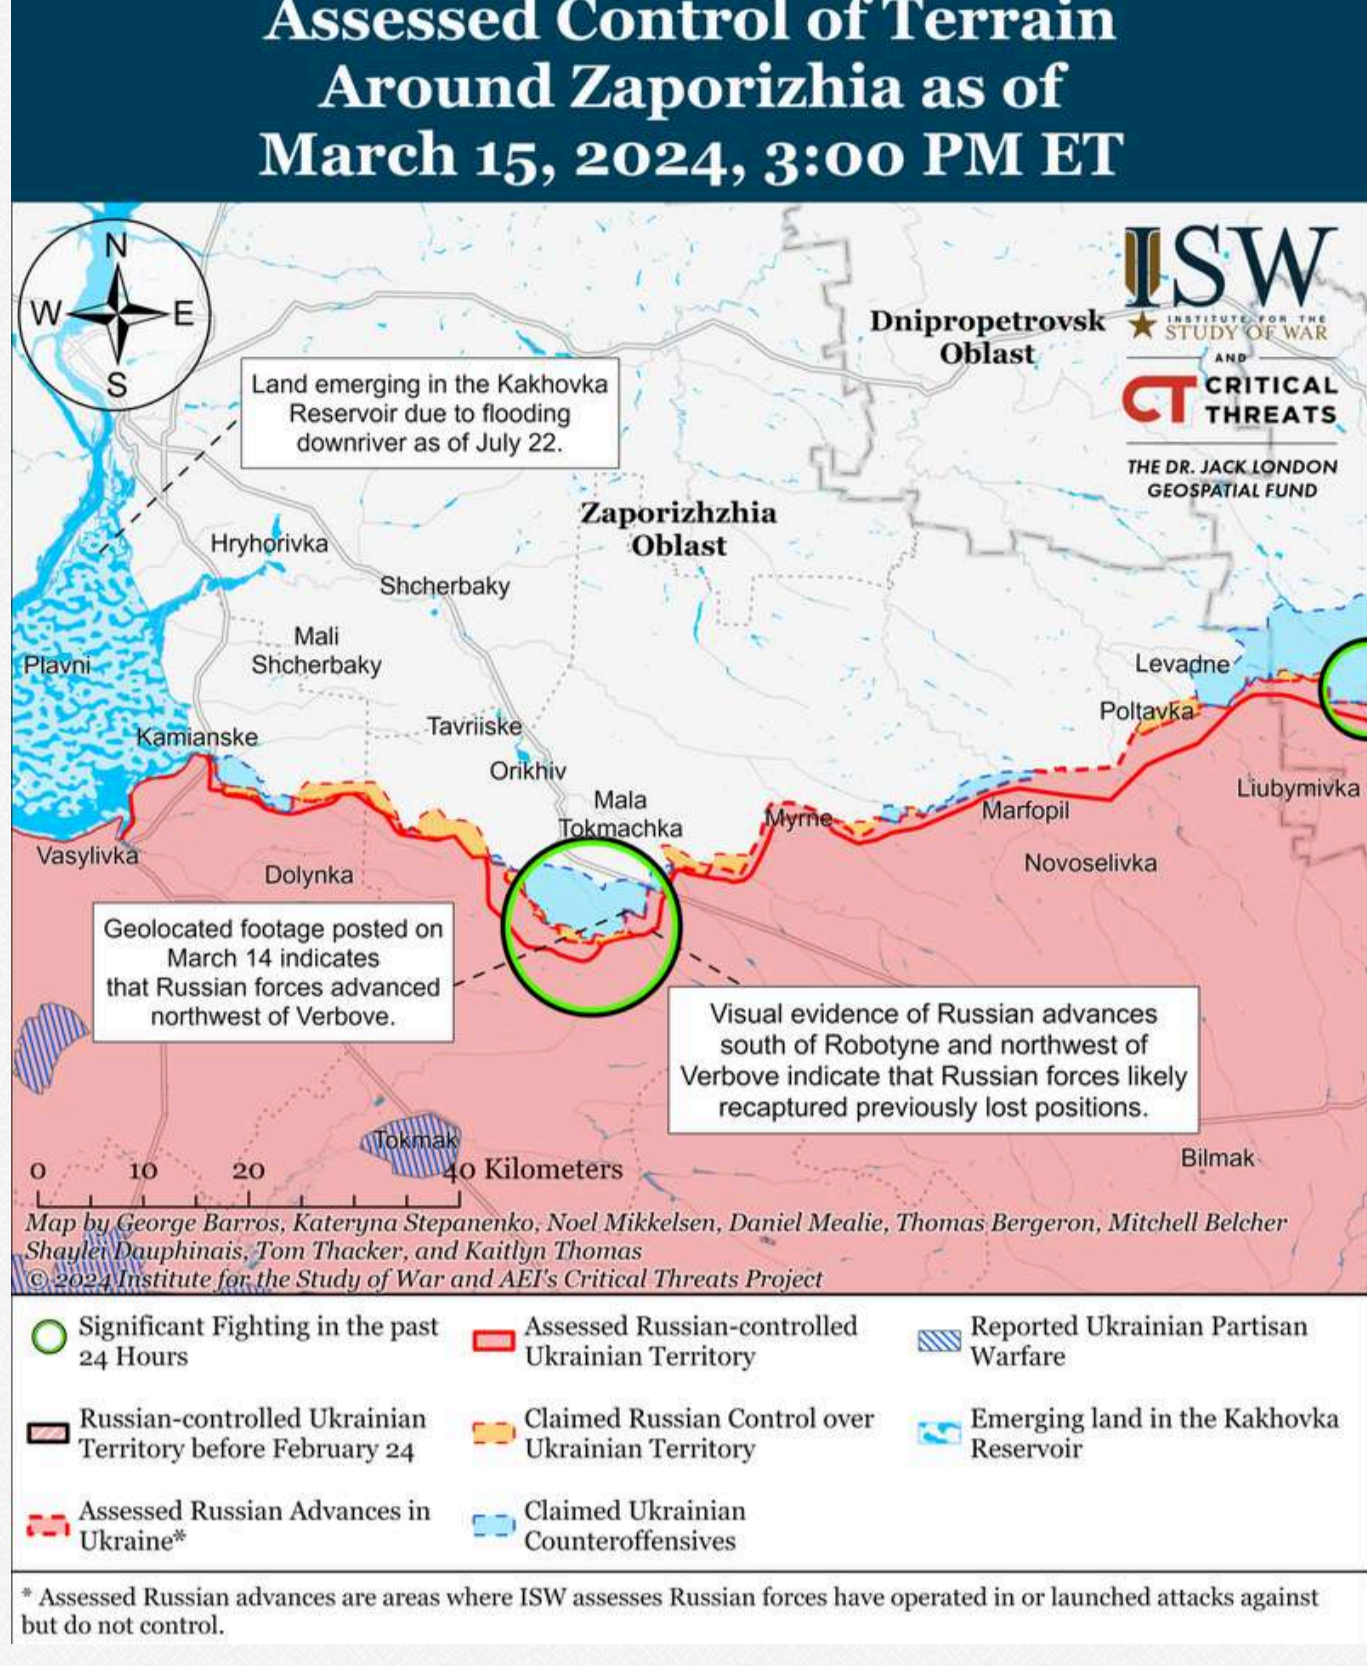 Assessed Control of Terrain
Around Zaporizhia as of
March 15, 2024, 3:00 PM ET
N
W
E
S
ISW
INSTITUTE FOR THE
STUDY OF WAR
AND
CT CRITICAL
THREATS
THE DR. JACK LONDON
GEOSPATIAL FUND
Dnipropetrovsk
Oblast
Land emerging in the Kakhovka
Reservoir due to flooding
downriver as of July 22.
Zaporizhzhia
Oblast
Hryhorivka
Shcherbaky
Mali
Shcherbaky
Plavni
Levadne
Poltavka
Tavriiske
Kamianske
Orikhiv
Liubymivka
Mala
Tokmachka
Myrne
Marfopil
Vasylivka
Dolynka
Novoselivka
Geolocated footage posted on
March 14 indicates
that Russian forces advanced
northwest of Verbove.
Visual evidence of Russian advances
south of Robotyne and northwest of
Verbove indicate that Russian forces likely
recaptured previously lost positions.
Tokmak
Bilmak
0 10 20 40 Kilometers
Map by George Barros, Kateryna Stepanenko, Noel Mikkelsen, Daniel Mealie, Thomas Bergeron, Mitchell Belcher
Shaylei Dauphinais, Tom Thacker, and Kaitlyn Thomas
© 2024 Institute for the Study of War and AEI's Critical Threats Project
Significant Fighting in the past
24 Hours
Assessed Russian-controlled
Ukrainian Territory
Reported Ukrainian Partisan
Warfare
Russian-controlled Ukrainian
Territory before February 24
Claimed Russian Control over
Ukrainian Territory
Emerging land in the Kakhovka
Reservoir
Assessed Russian Advances in
Ukraine*
Claimed Ukrainian
Counteroffensives
* Assessed Russian advances are areas where ISW assesses Russian forces have operated in or launched attacks against
but do not control.